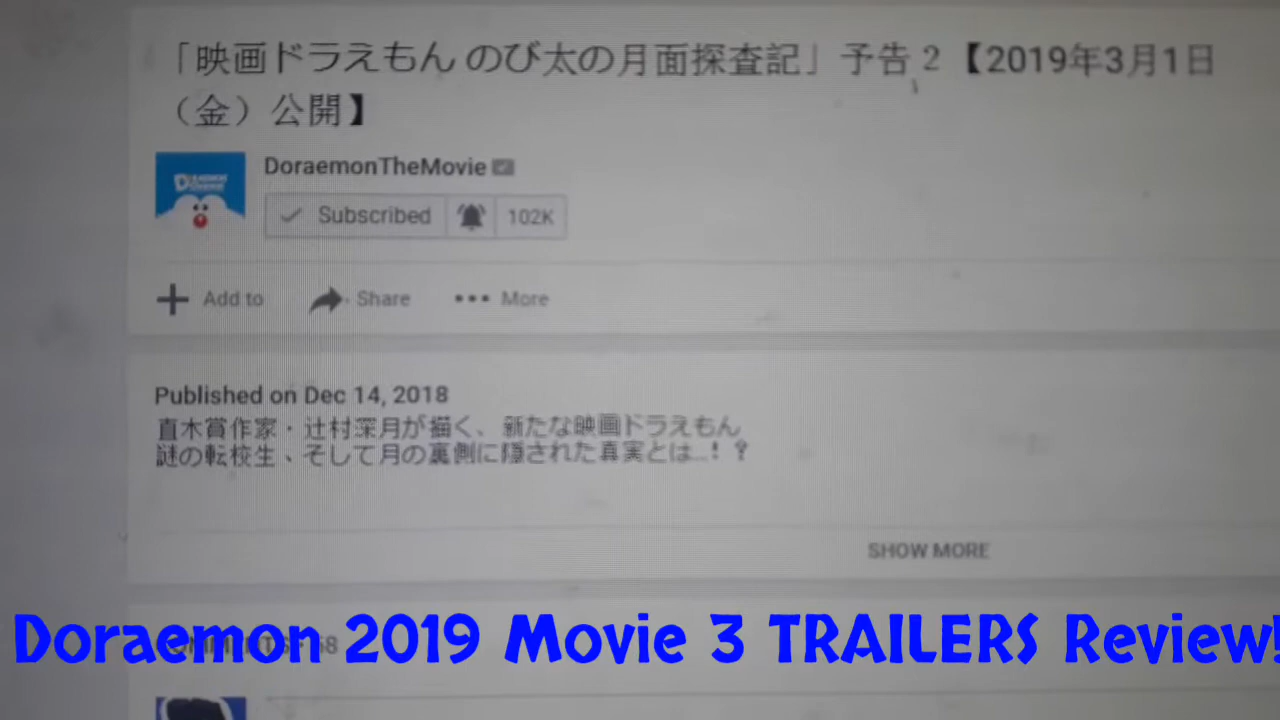 「映画ドラえもん のび太の月面探査記」予告２【2019年3月1日
（金）公開】
DORAEMON
DoraemonTheMovie
Subscribed 102K
Add to Share More
Published on Dec 14, 2018
直木賞作家・辻村深月が描く、新たな映画ドラえもん
謎の転校生、そして月の裏側に隠された真実とは…！？
SHOW MORE
Doraemon 2019 Movie 3 TRAILERS Review!